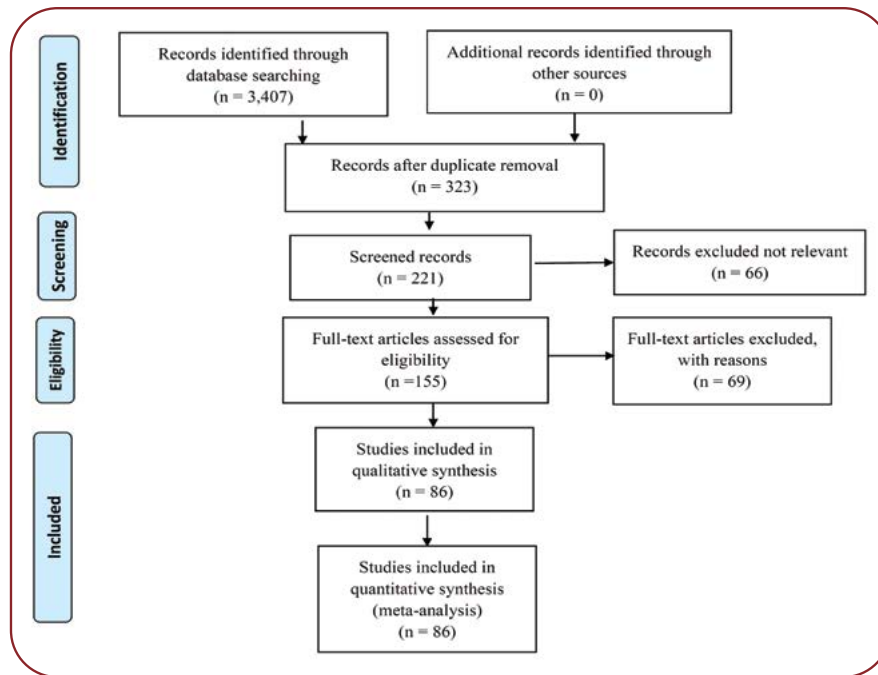 Identification
Records identified through
database searching
(n = 3,407)
Additional records identified through
other sources
(n = 0)
Records after duplicate removal
(n = 323)
Screening
Screened records
(n = 221)
Records excluded not relevant
(n = 66)
Eligibility
Full-text articles assessed for
eligibility
(n =155)
Full-text articles excluded,
with reasons
(n = 69)
Included
Studies included in
qualitative synthesis
(n = 86)
Studies included in
quantitative synthesis
(meta-analysis)
n = 86)